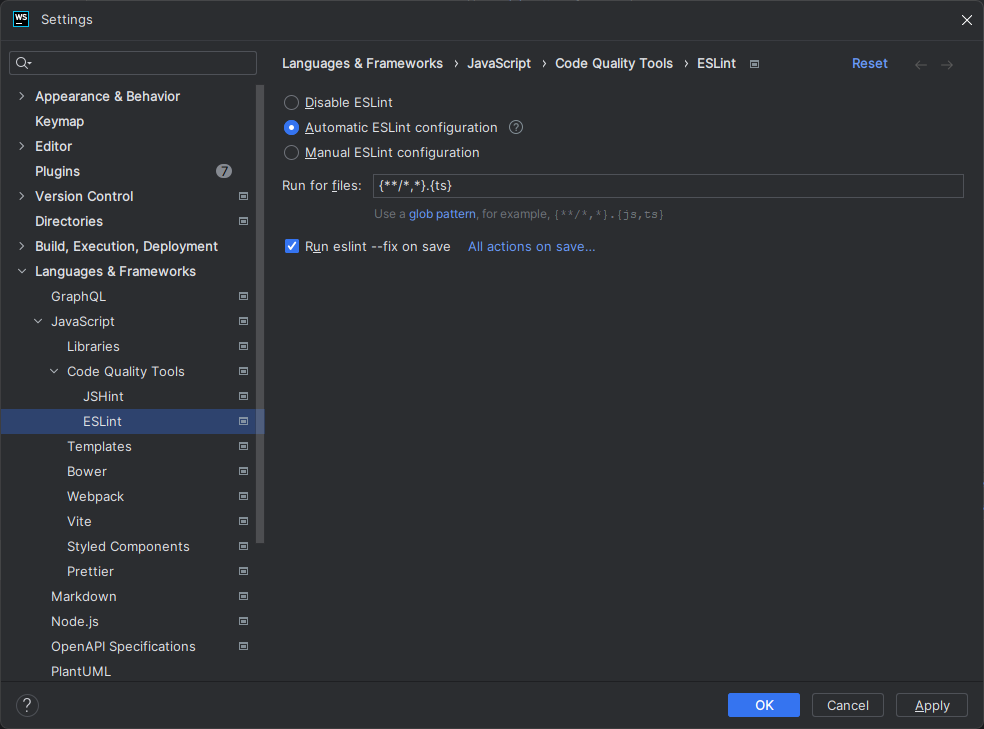 WS Settings
Languages & Frameworks › JavaScript › Code Quality Tools › ESLint Reset
Appearance & Behavior
Keymap
Editor
Plugins 7
Version Control
Directories
Build, Execution, Deployment
Languages & Frameworks
GraphQL
JavaScript
Libraries
Code Quality Tools
JSHint
ESLint
Templates
Bower
Webpack
Vite
Styled Components
Prettier
Markdown
Node.js
OpenAPI Specifications
PlantUML
Disable ESLint
Automatic ESLint configuration ?
Manual ESLint configuration
Run for files: {**/*,*}.{ts}
Use a glob pattern, for example, {**/*,*}.{js,ts}
Run eslint --fix on save All actions on save...
? OK Cancel Apply